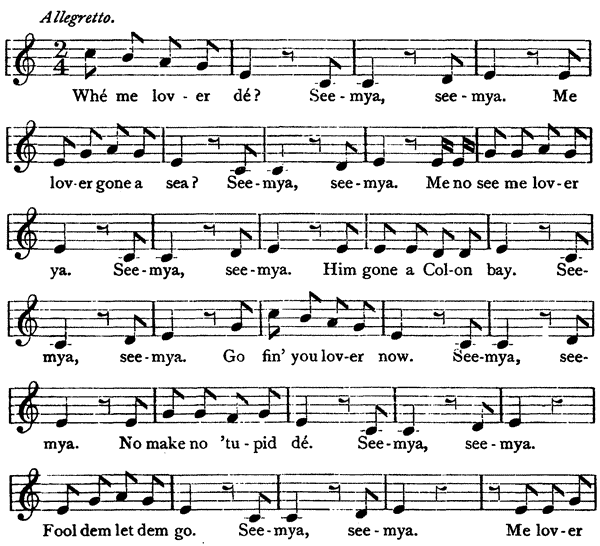 Allegretto.
2
4
Whé me lov - er dé? See - mya, see - mya. Me
lov-er gone a sea? See-mya, see-mya. Me no see me lov-er
ya. See-mya, see-mya. Him gone a Col-on bay. See-
mya, see-mya. Go fin' you lov-er now. See-mya, see-
mya. No make no 'tu-pid dé. See-mya, see-mya.
Fool dem let dem go. See-mya, see-mya. Me lov-er